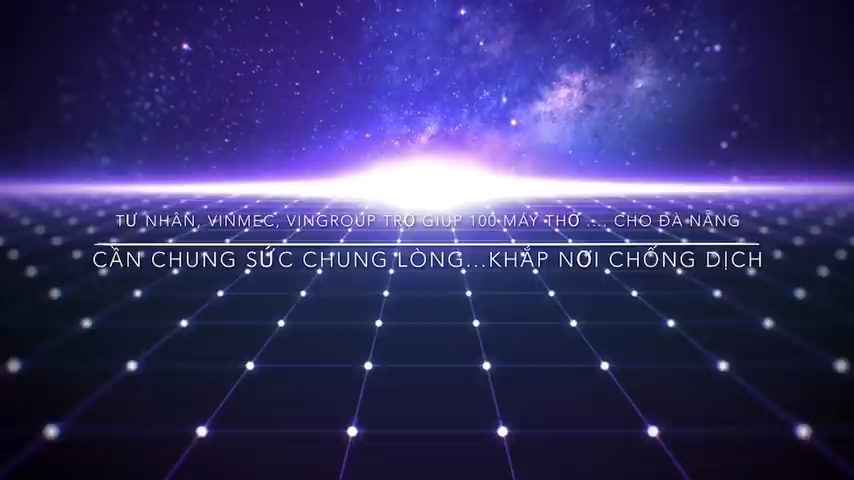 TƯ NHÂN, VINMEC, VINGROUP TRỢ GIÚP 100 MÁY THỞ .... CHO ĐÀ NẴNG
CẦN CHUNG SỨC CHUNG LÒNG...KHẮP NƠI CHỐNG DỊCH